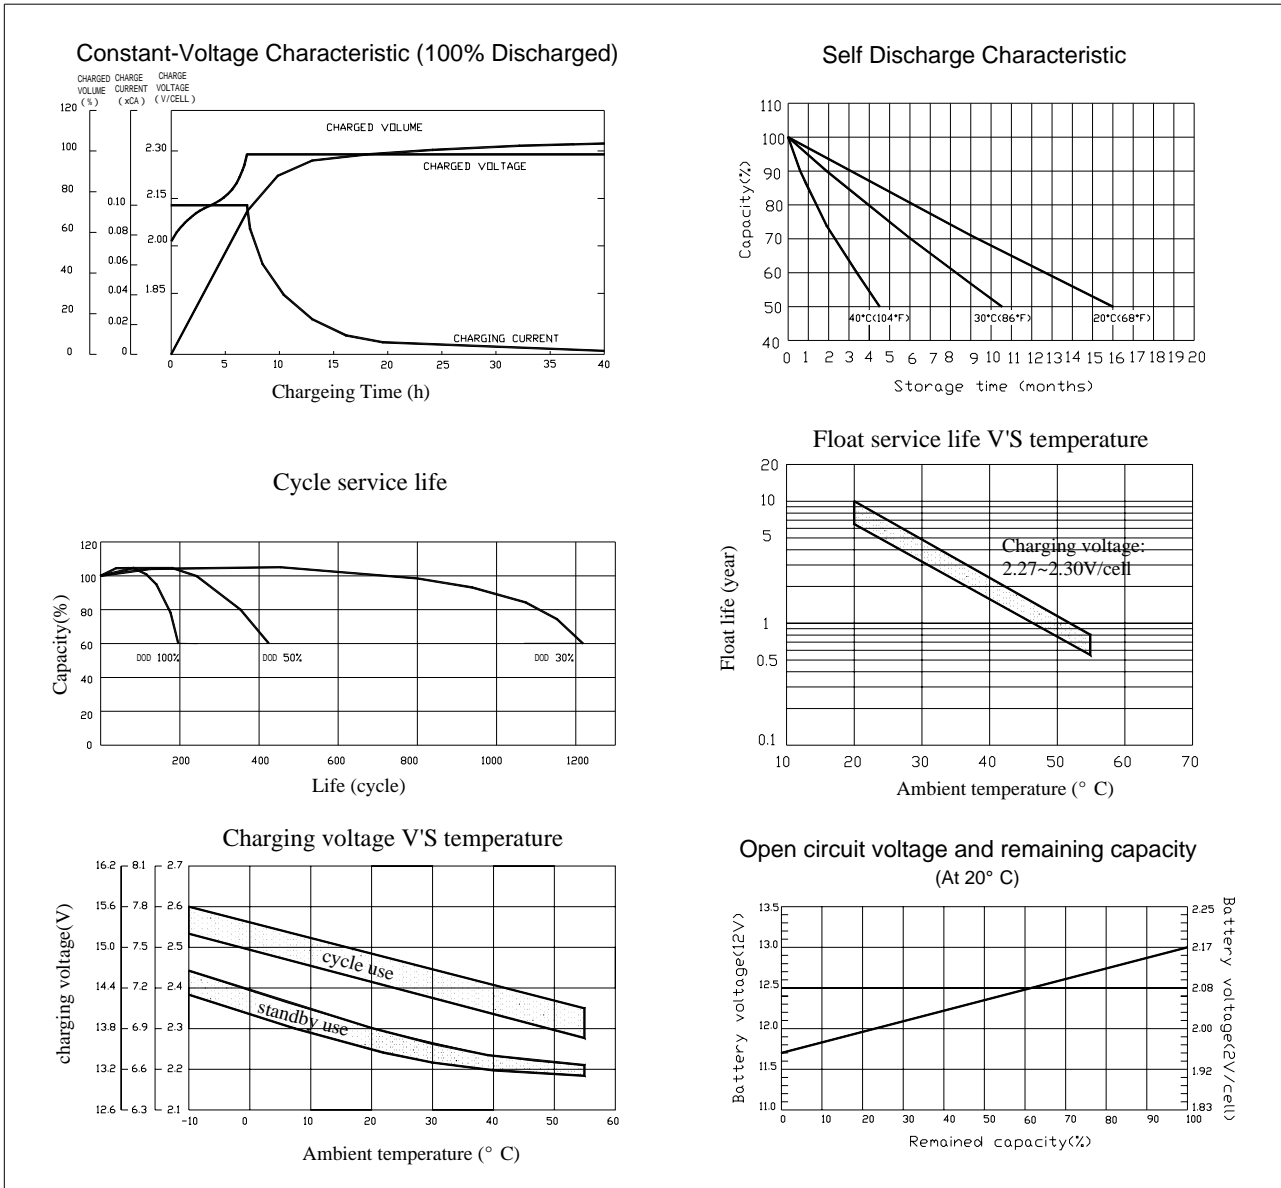 Constant-Voltage Characteristic (100% Discharged)
CHARGED CHARGE CHARGE
VOLUME CURRENT VOLTAGE
(%) (xCA) (V/CELL)
120
100 2.30
80 2.15 0.10
60 0.08 2.00
40 0.06
0.04 1.85
20 0.02
0 0
CHARGED VOLUME
CHARGED VOLTAGE
CHARGING CURRENT
0 5 10 15 20 25 30 35 40
Chargeing Time (h)
Self Discharge Characteristic
Capacity(%)
110
100
90
80
70
60
50
40
40°C(104°F) 30°C(86°F) 20°C(68°F)
0 1 2 3 4 5 6 7 8 9 10 11 12 13 14 15 16 17 18 19 20
Storage time (months)
Cycle service life
Capacity(%)
120
100
80
60
40
20
0
DOD 100% DOD 50% DOD 30%
200 400 600 800 1000 1200
Life (cycle)
Float service life V'S temperature
Float life (year)
20
10
5
1
0.5
0.1
Charging voltage:
2.27~2.30V/cell
10 20 30 40 50 60 70
Ambient temperature (° C)
Charging voltage V'S temperature
charging voltage(V)
16.2 8.1 2.7
15.6 7.8 2.6
15.0 7.5 2.5
14.4 7.2 2.4
13.8 6.9 2.3
13.2 6.6 2.2
12.6 6.3 2.1
cycle use
standby use
-10 0 10 20 30 40 50 60
Ambient temperature (° C)
Open circuit voltage and remaining capacity
(At 20° C)
Battery voltage(12V)
13.5 2.25
13.0 2.17
12.5 2.08
12.0 2.00
11.5 1.92
11.0 1.83
Battery voltage(2V/cell)
0 10 20 30 40 50 60 70 80 90 100
Remained capacity(%)